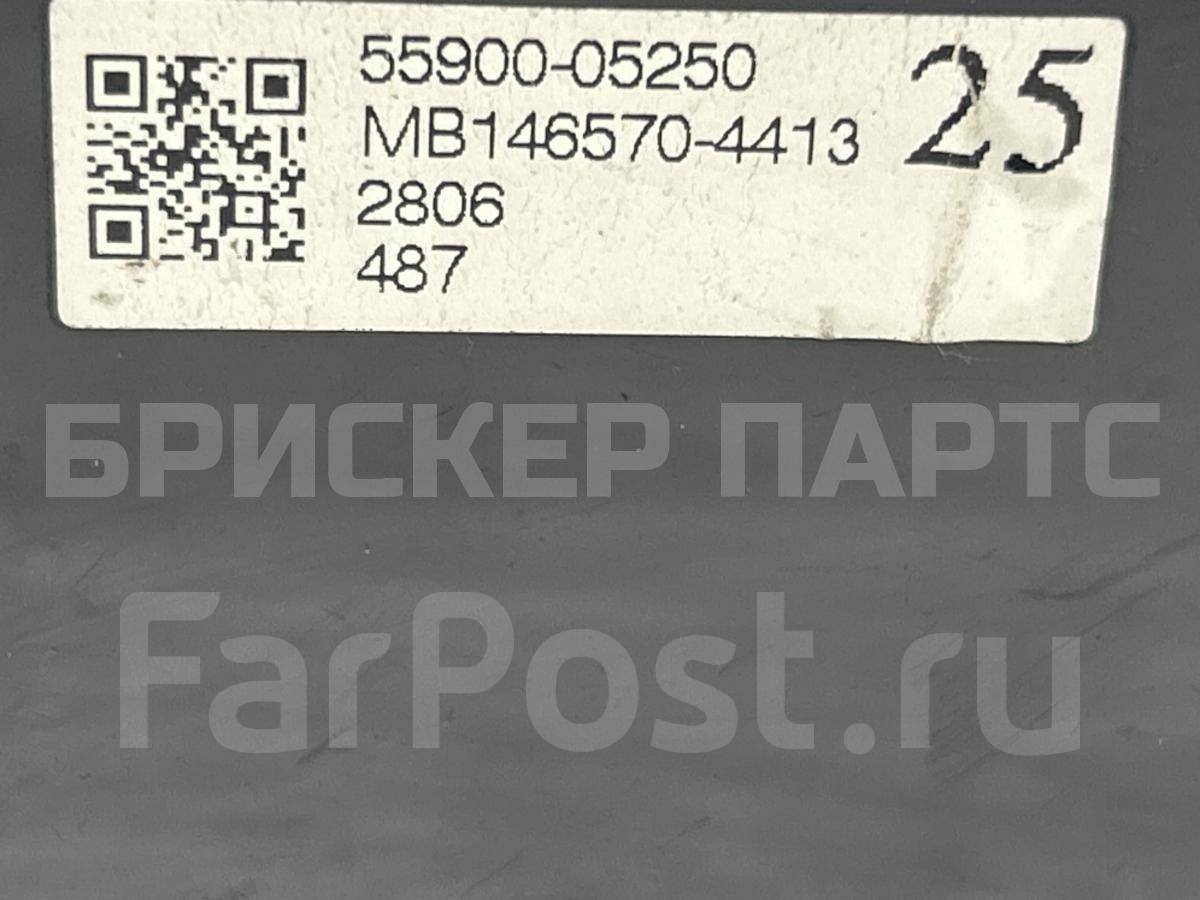 55900-05250
MB146570-4413
2806
487
25
БРИСКЕР ПАРТС
FarPost.ru